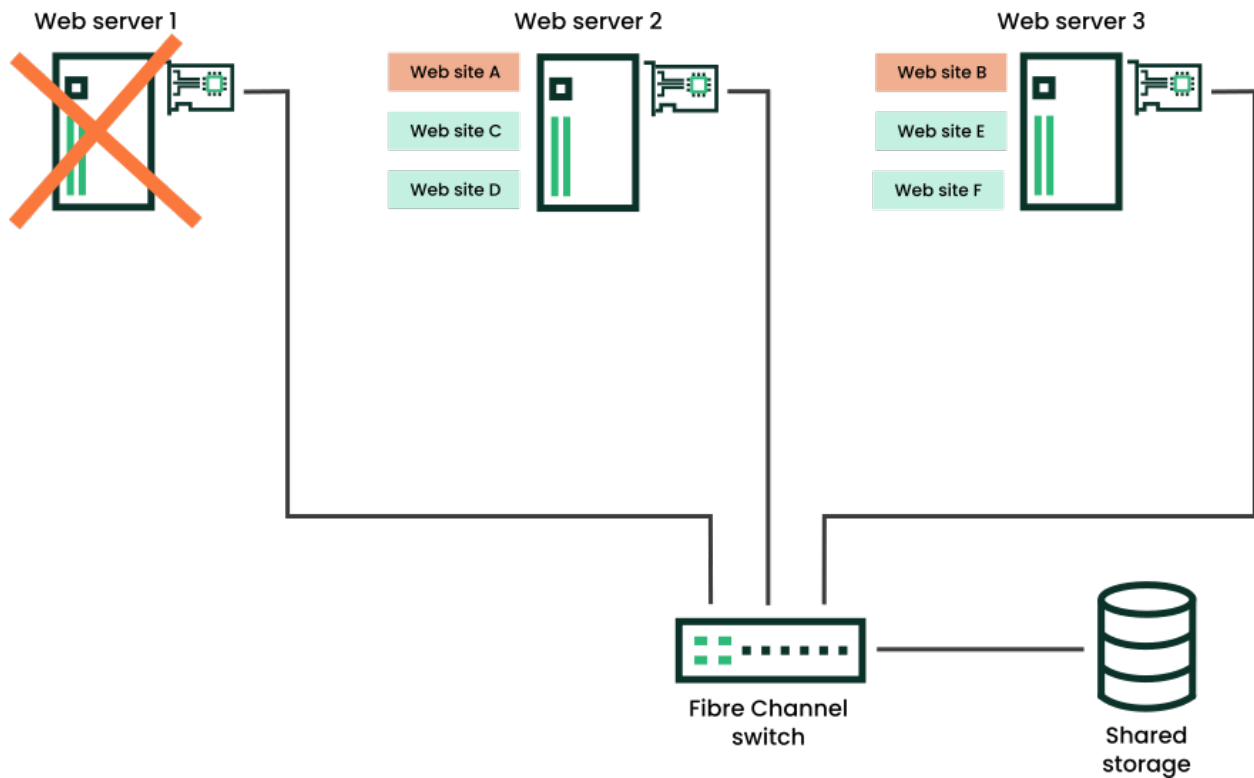 Web server 1
Web server 2
Web server 3
Web site A
Web site B
Web site C
Web site E
Web site D
Web site F
Fibre Channel
switch
Shared
storage